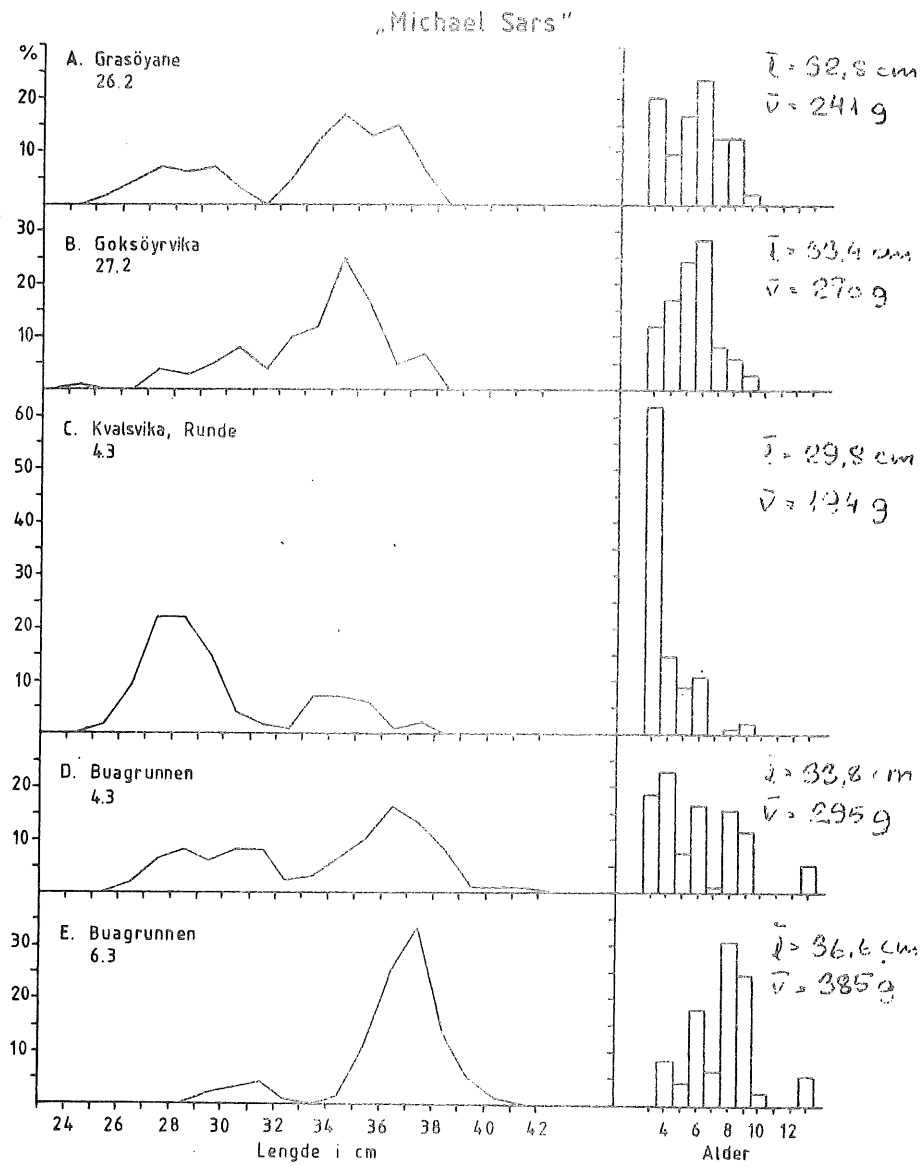 „Michael Sars"
%
A. Grasöyane
26.2
20
10
l̄ = 32,8 cm
v̄ = 241 g
B. Goksöyrvika
27.2
30
20
10
l̄ = 33,4 cm
v̄ = 270 g
C. Kvalsvika, Runde
4.3
60
50
40
30
20
10
l̄ = 29,8 cm
v̄ = 194 g
D. Buagrunnen
4.3
20
10
l̄ = 33,8 cm
v̄ = 295 g
E. Buagrunnen
6.3
30
20
10
l̄ = 36,6 cm
v̄ = 385 g
24 26 28 30 32 34 36 38 40 42
Lengde i cm
4 6 8 10 12
Alder